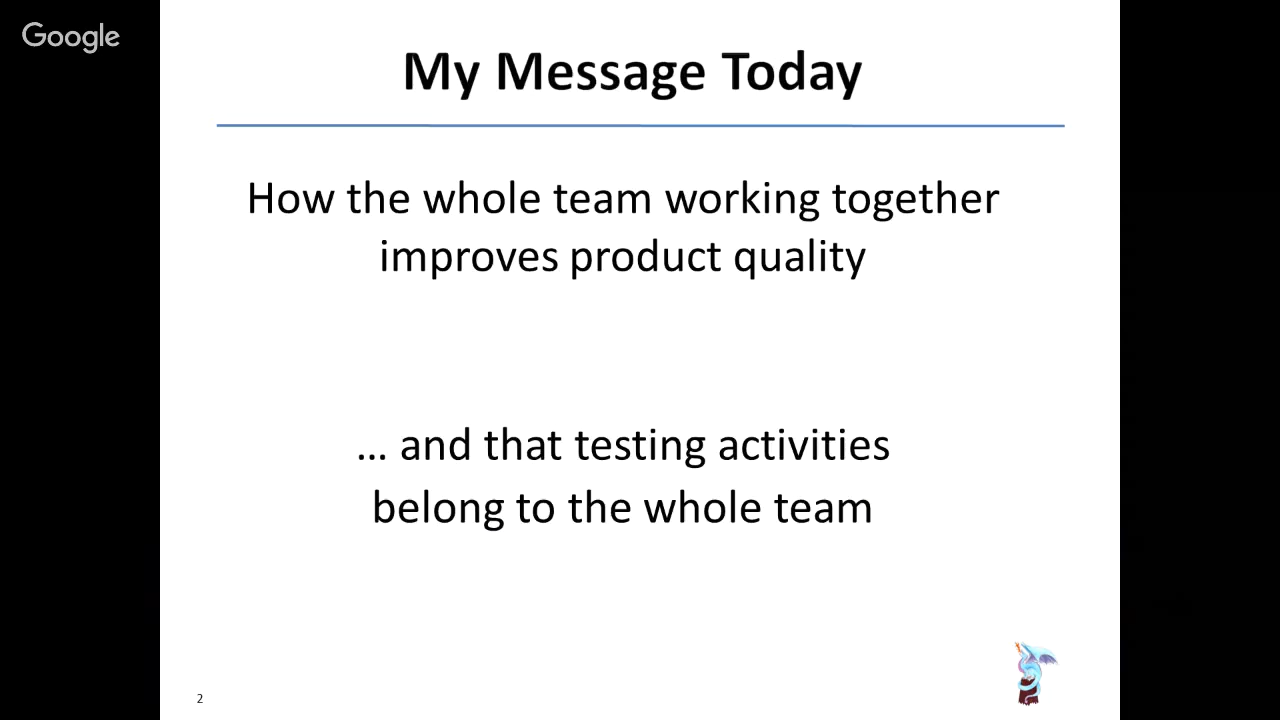 Google
My Message Today
How the whole team working together
improves product quality
... and that testing activities
belong to the whole team
2